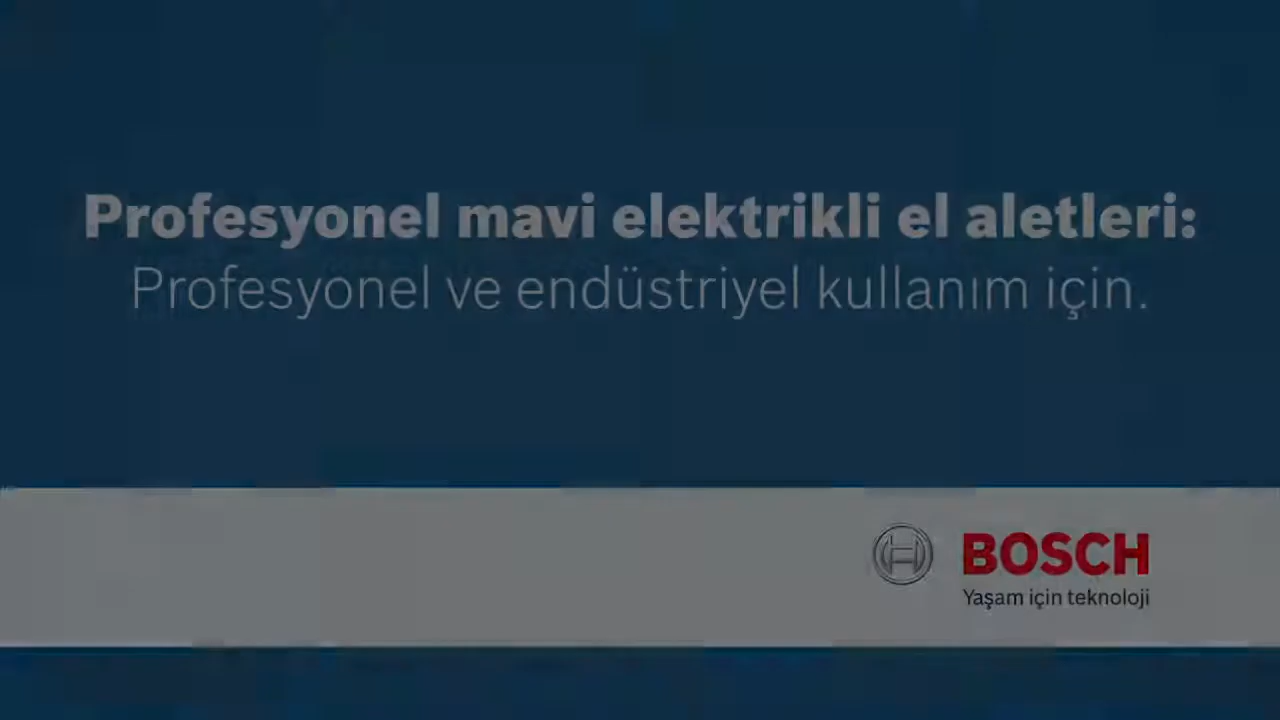 Profesyonel mavi elektrikli el aletleri:
Profesyonel ve endüstriyel kullanım için.
BOSCH
Yaşam için teknoloji